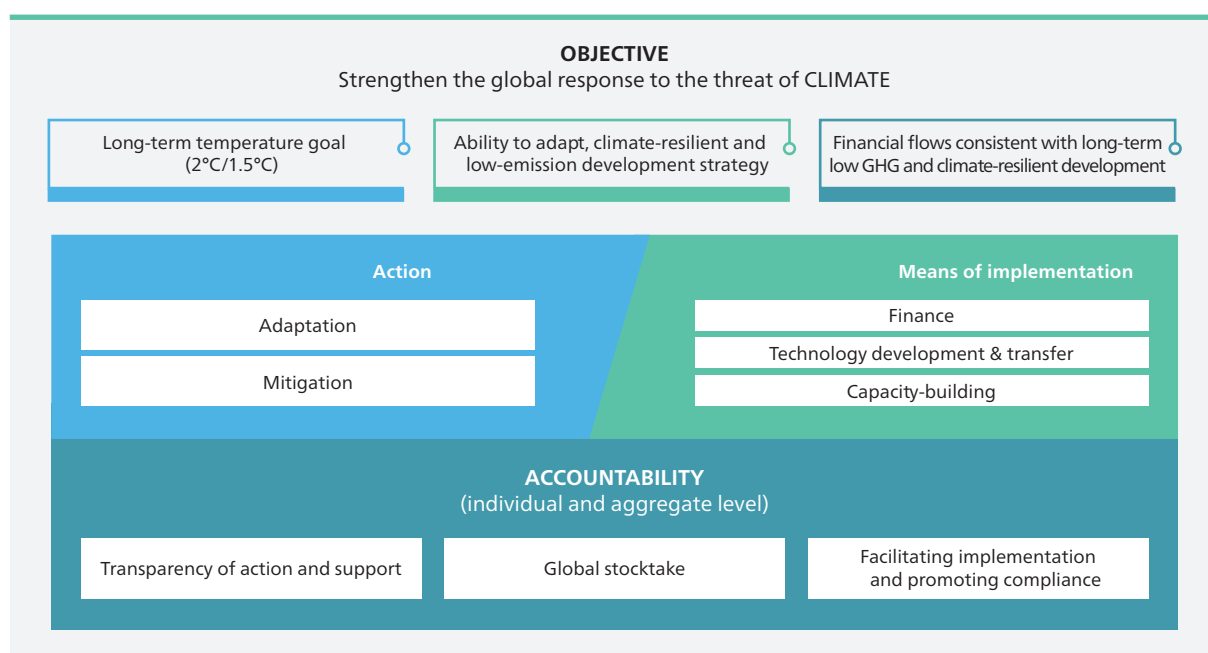 OBJECTIVE
Strengthen the global response to the threat of CLIMATE
Long-term temperature goal
(2°C/1.5°C)
Ability to adapt, climate-resilient and
low-emission development strategy
Financial flows consistent with long-term
low GHG and climate-resilient development
Action
Adaptation
Mitigation
Means of implementation
Finance
Technology development & transfer
Capacity-building
ACCOUNTABILITY
(individual and aggregate level)
Transparency of action and support
Global stocktake
Facilitating implementation
and promoting compliance